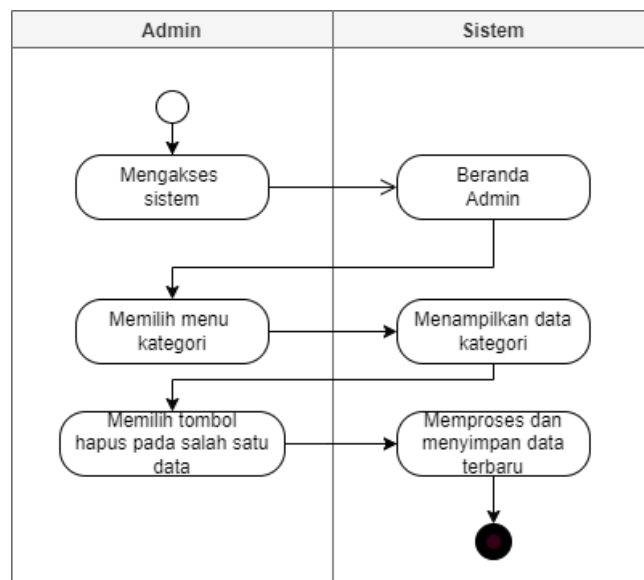 Admin
Sistem
Mengakses
sistem
Beranda
Admin
Memilih menu
kategori
Menampilkan data
kategori
Memilih tombol
hapus pada salah satu
data
Memproses dan
menyimpan data
terbaru